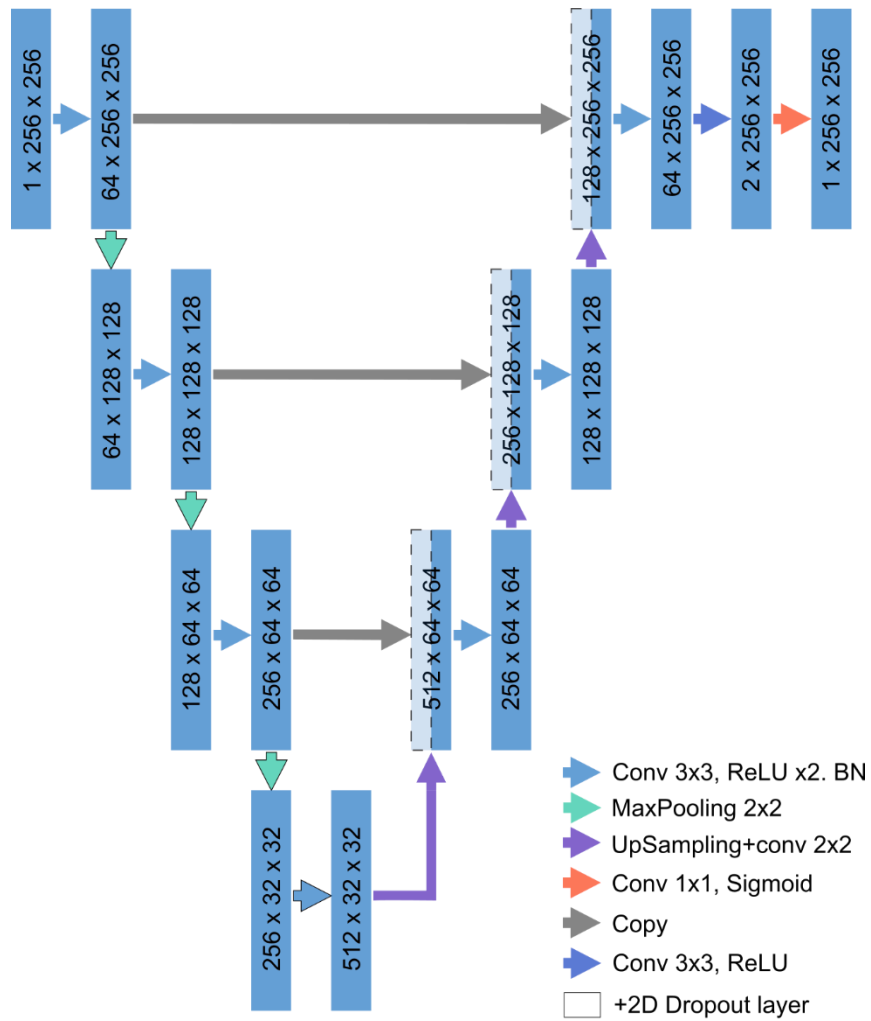 1 x 256 x 256
64 x 256 x 256
128 x 256 x 256
64 x 256 x 256
2 x 256 x 256
1 x 256 x 256
64 x 128 x 128
128 x 128 x 128
256 x 128 x 128
128 x 128 x 128
128 x 64 x 64
256 x 64 x 64
512 x 64 x 64
256 x 64 x 64
256 x 32 x 32
512 x 32 x 32
Conv 3x3, ReLU x2. BN
MaxPooling 2x2
UpSampling+conv 2x2
Conv 1x1, Sigmoid
Copy
Conv 3x3, ReLU
+2D Dropout layer